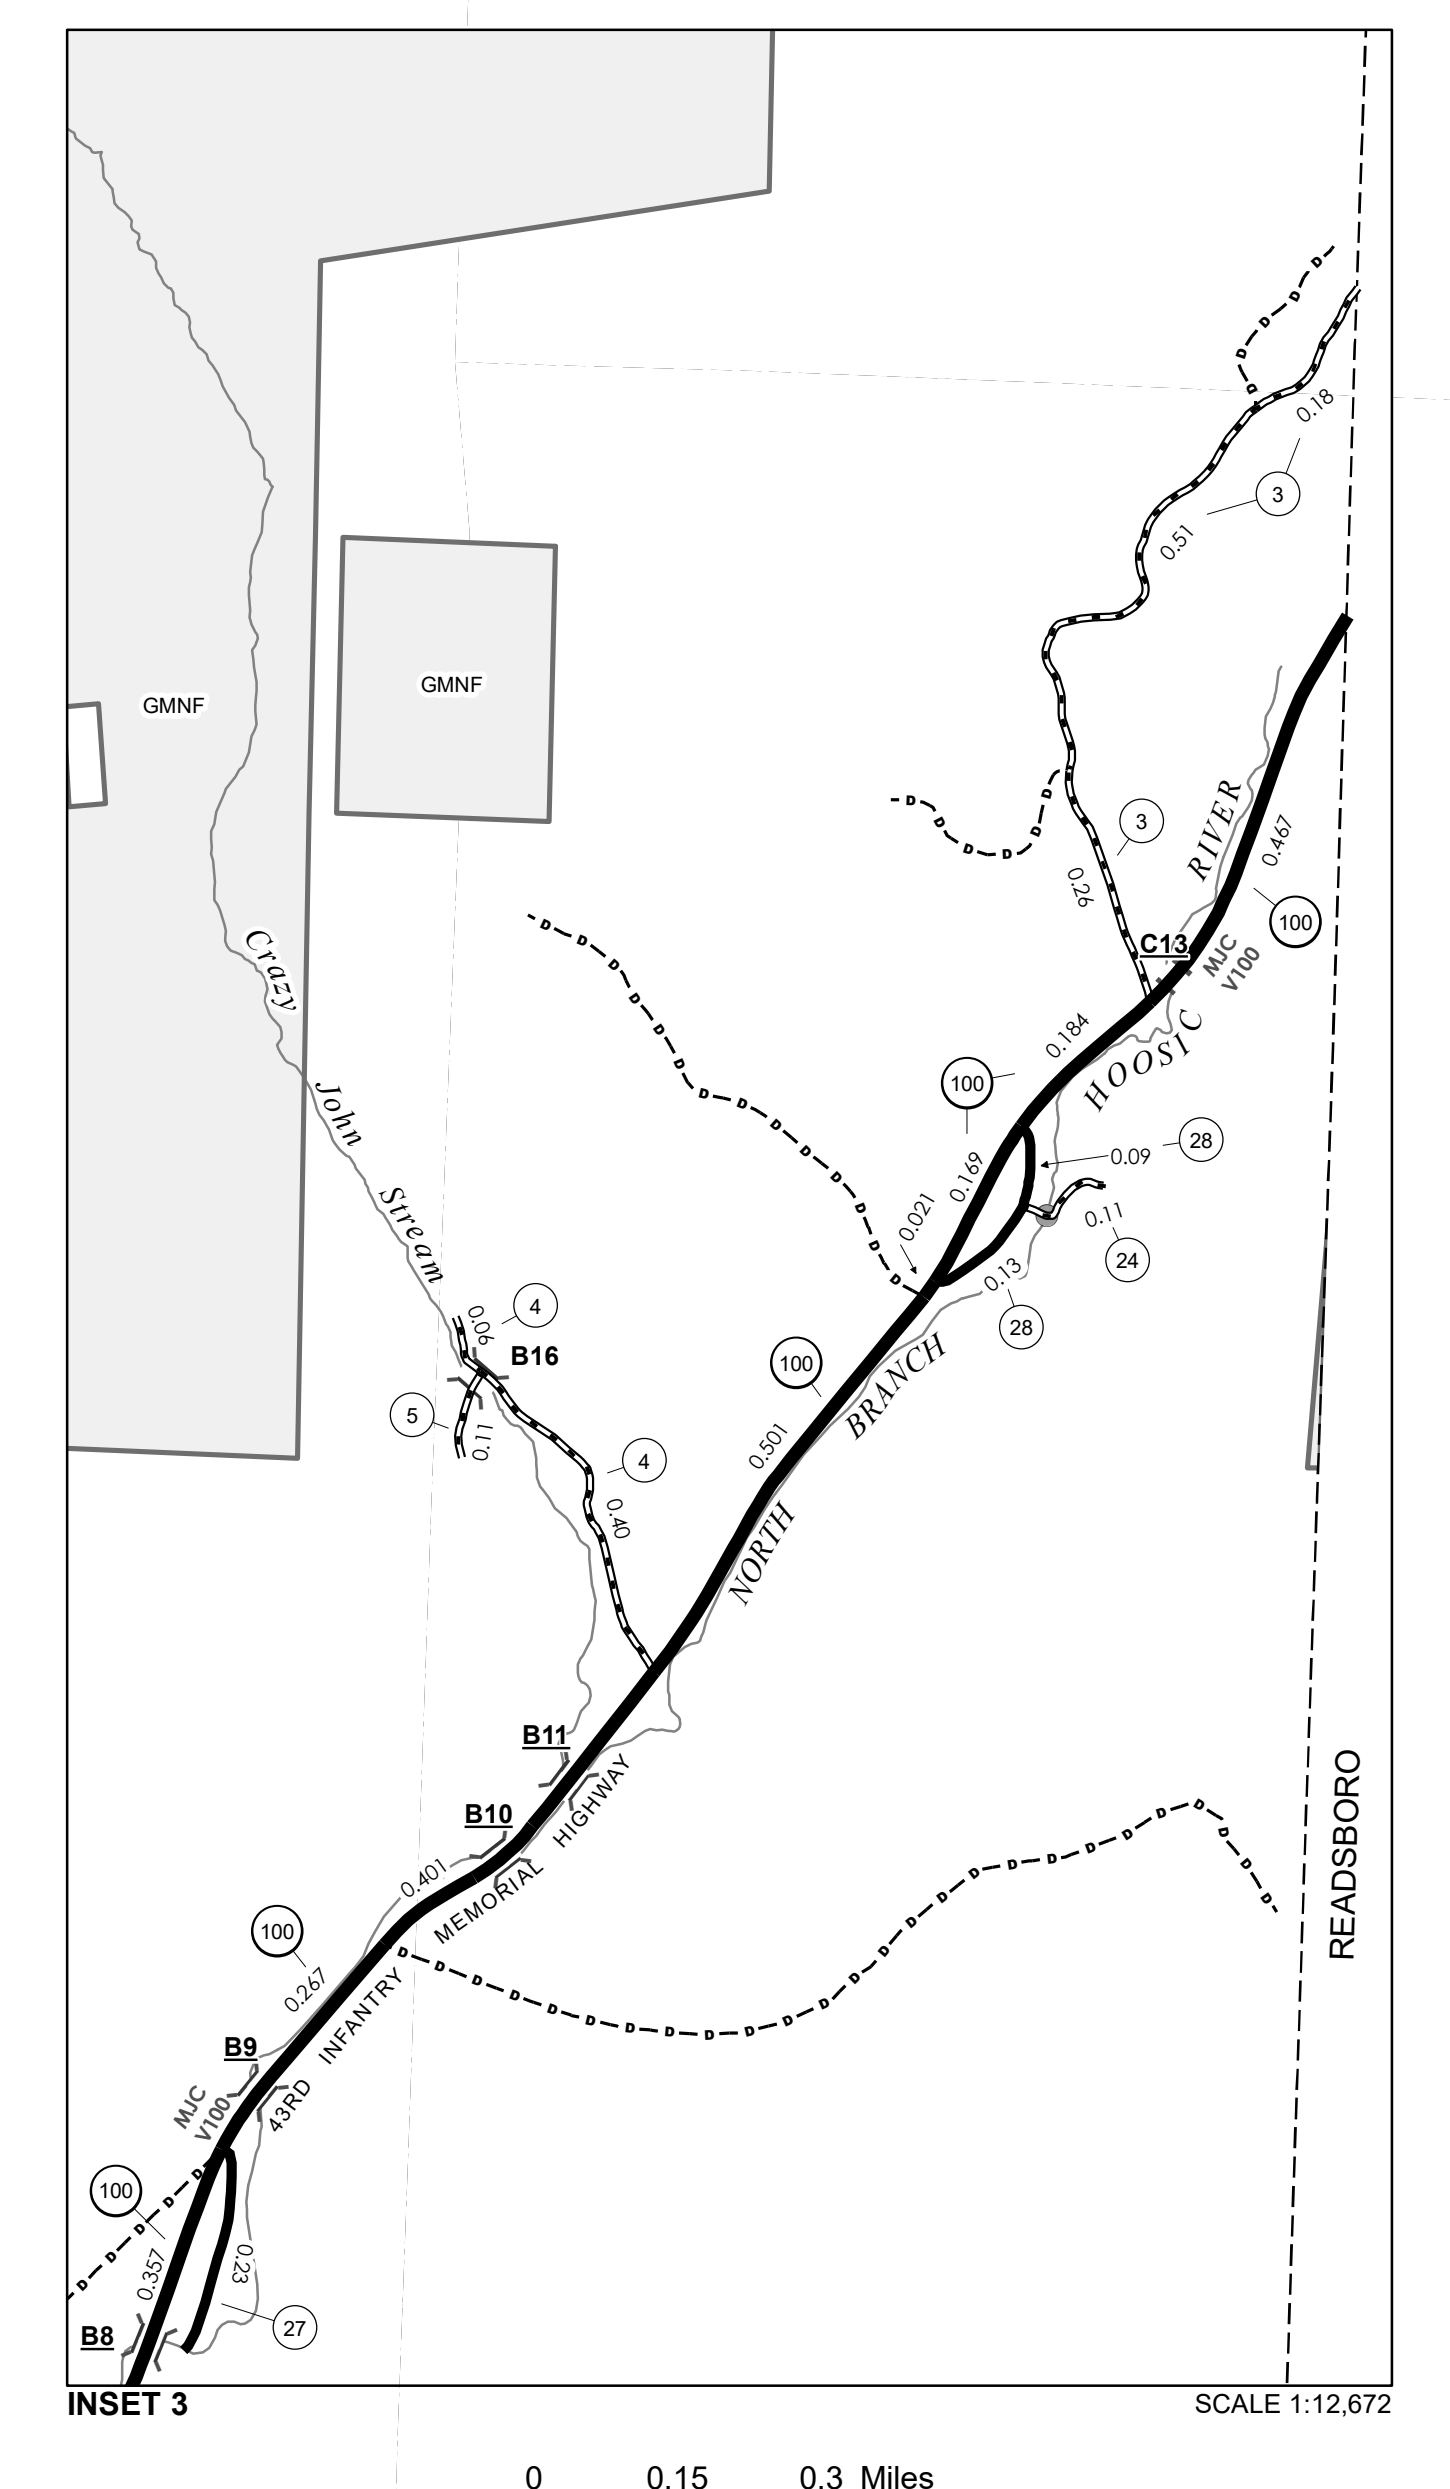 0.18
3
0.51
GMNF
GMNF
3
RIVER
0.467
0.26
100
C13
MJC
V100
Crazy
0.184
HOOSIC
100
John
0.09
28
0.169
Stream
0.021
0.11
24
0.13
28
0.06
4
B16
100
BRANCH
5
0.11
0.501
4
0.40
NORTH
B11
HIGHWAY
B10
READSBORO
0.401
MEMORIAL
100
0.267
INFANTRY
B9
43RD
MJC
V100
100
0.357
0.23
27
B8
INSET 3
SCALE 1:12,672
0 0.15 0.3 Miles